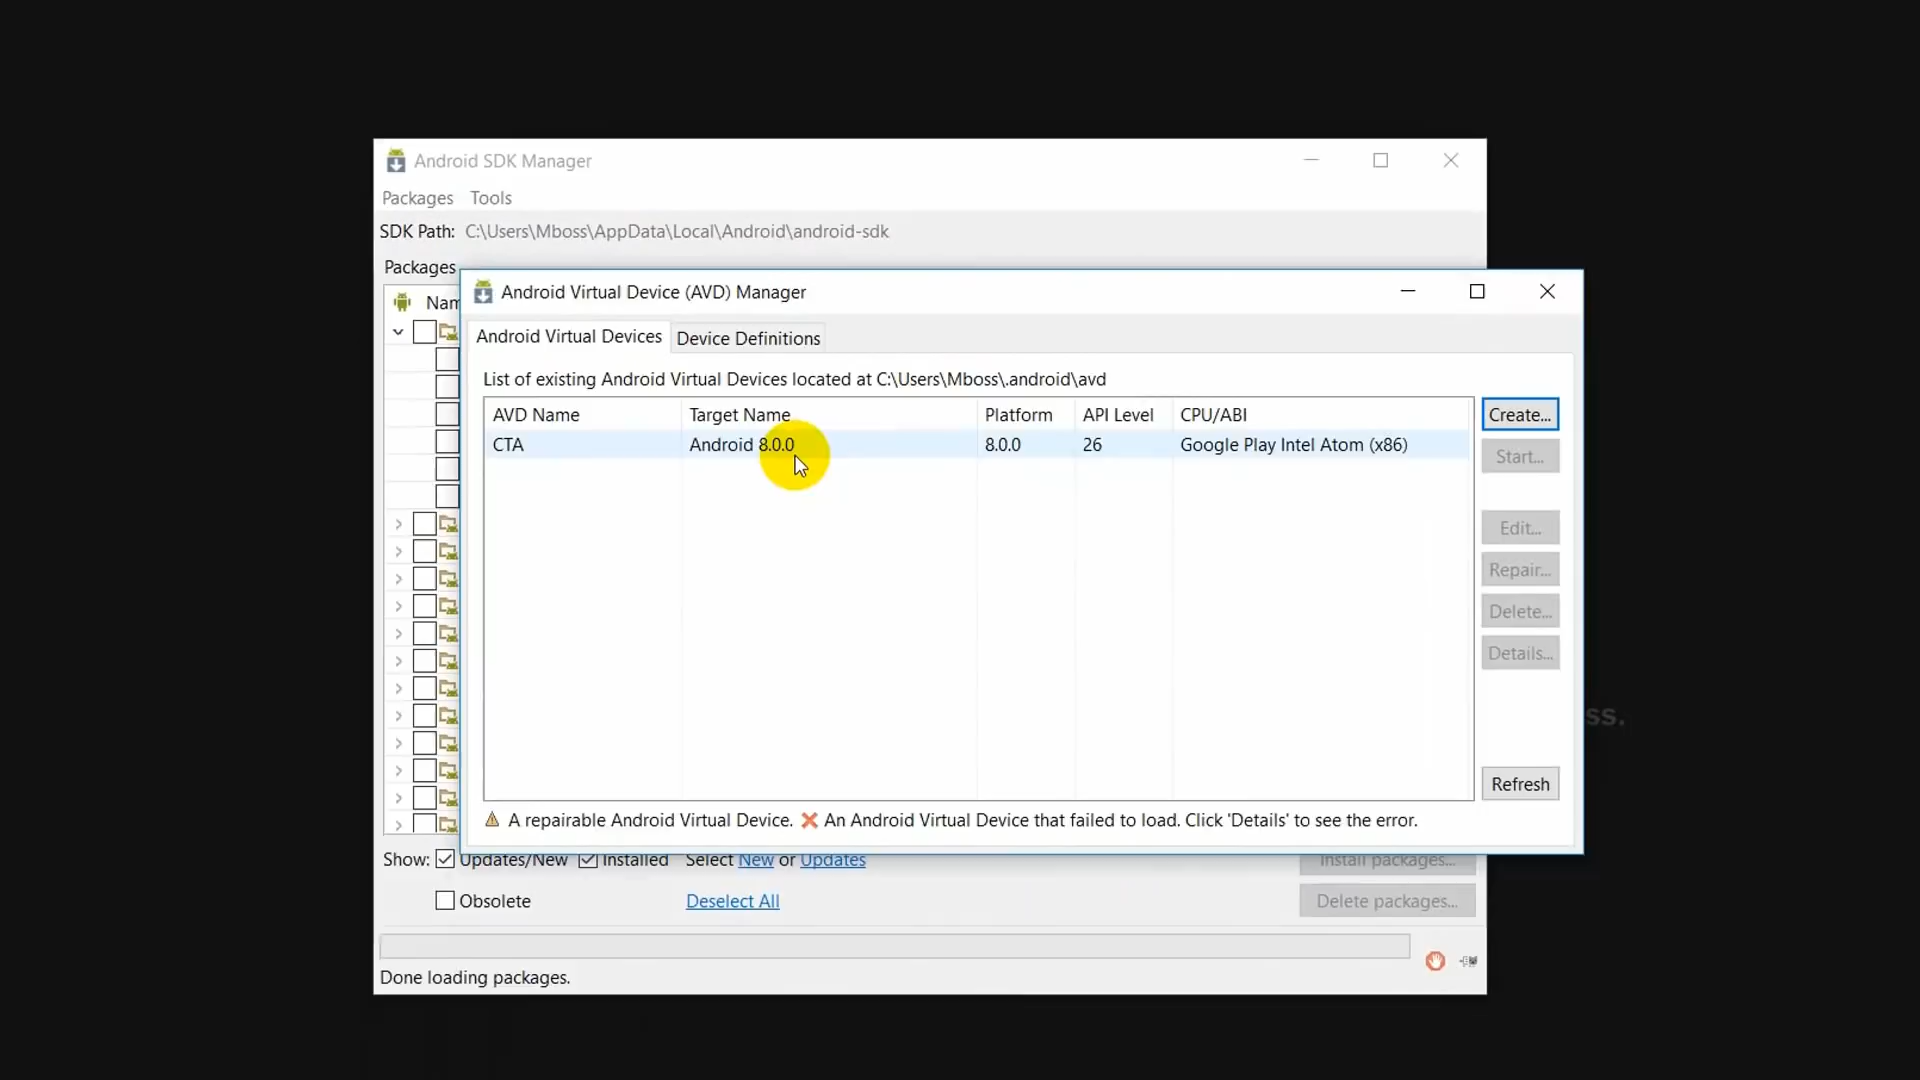 Android SDK Manager
Packages Tools
SDK Path: C:\Users\Mboss\AppData\Local\Android\android-sdk
Packages
Nam
Android Virtual Device (AVD) Manager
Android Virtual Devices Device Definitions
List of existing Android Virtual Devices located at C:\Users\Mboss\.android\avd
AVD Name Target Name Platform API Level CPU/ABI
CTA Android 8.0.0 8.0.0 26 Google Play Intel Atom (x86)
Create...
Start...
Edit...
Repair...
Delete...
Details...
ss.
Refresh
A repairable Android Virtual Device. An Android Virtual Device that failed to load. Click 'Details' to see the error.
Show: Updates/New Installed Select New or Updates Install packages...
Obsolete Deselect All Delete packages...
Done loading packages.